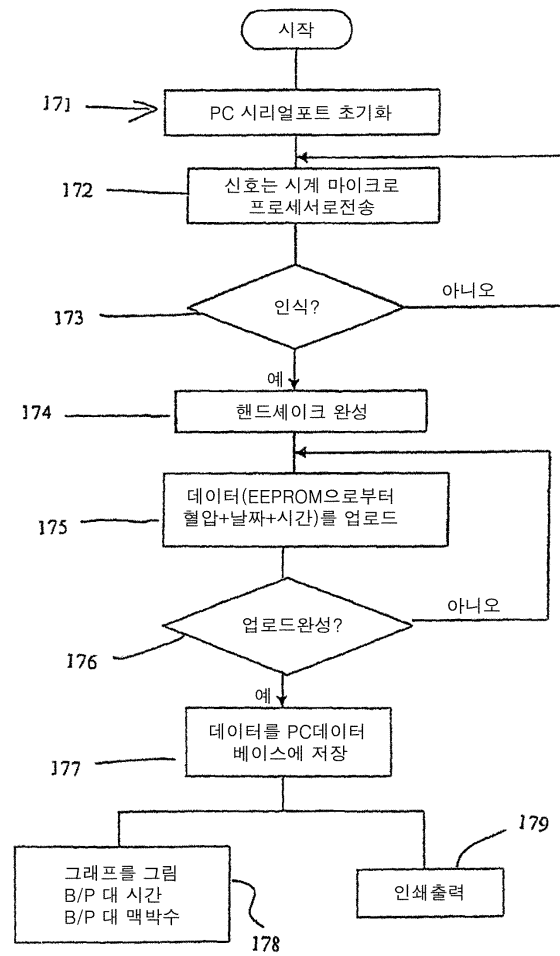 시작
171
PC 시리얼포트 초기화
172
신호는 시계 마이크로
프로세서로전송
173
인식?
아니오
예
174
핸드셰이크 완성
175
데이터(EEPROM으로부터
혈압+날짜+시간)를 업로드
176
업로드완성?
아니오
예
177
데이터를 PC데이터
베이스에 저장
그래프를 그림
B/P 대 시간
B/P 대 맥박수
178
179
인쇄출력